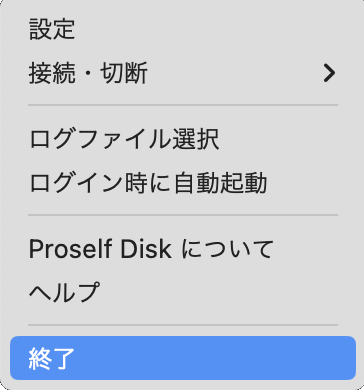 設定
接続・切断
ログファイル選択
ログイン時に自動起動
Proself Disk について
ヘルプ
終了